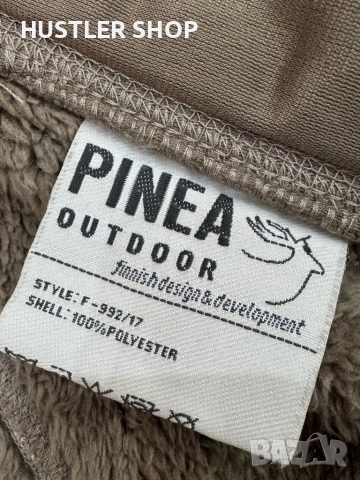 HUSTLER SHOP
PINEA
OUTDOOR
finnish design & development
STYLE: F-992/17
SHELL: 100%POLYESTER
BAZAR